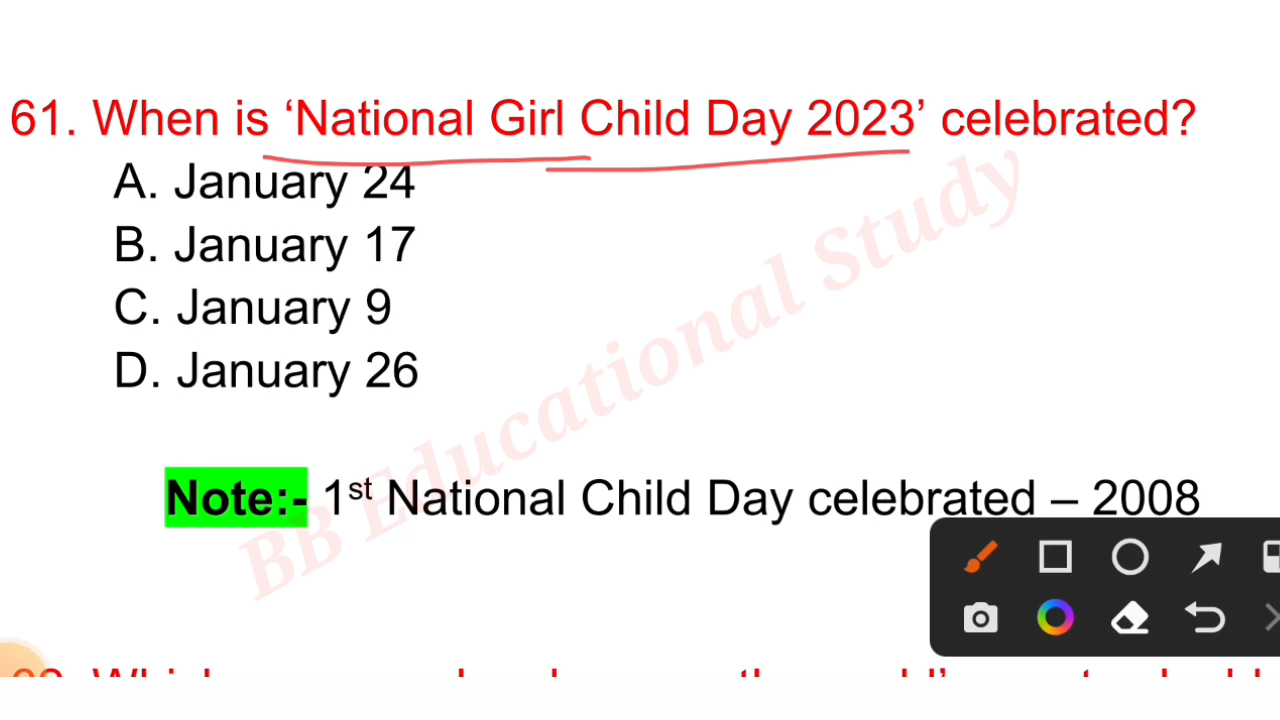 61. When is ‘National Girl Child Day 2023’ celebrated?
A. January 24
B. January 17
C. January 9
D. January 26
BB Educational Study
Note:- 1st National Child Day celebrated – 2008